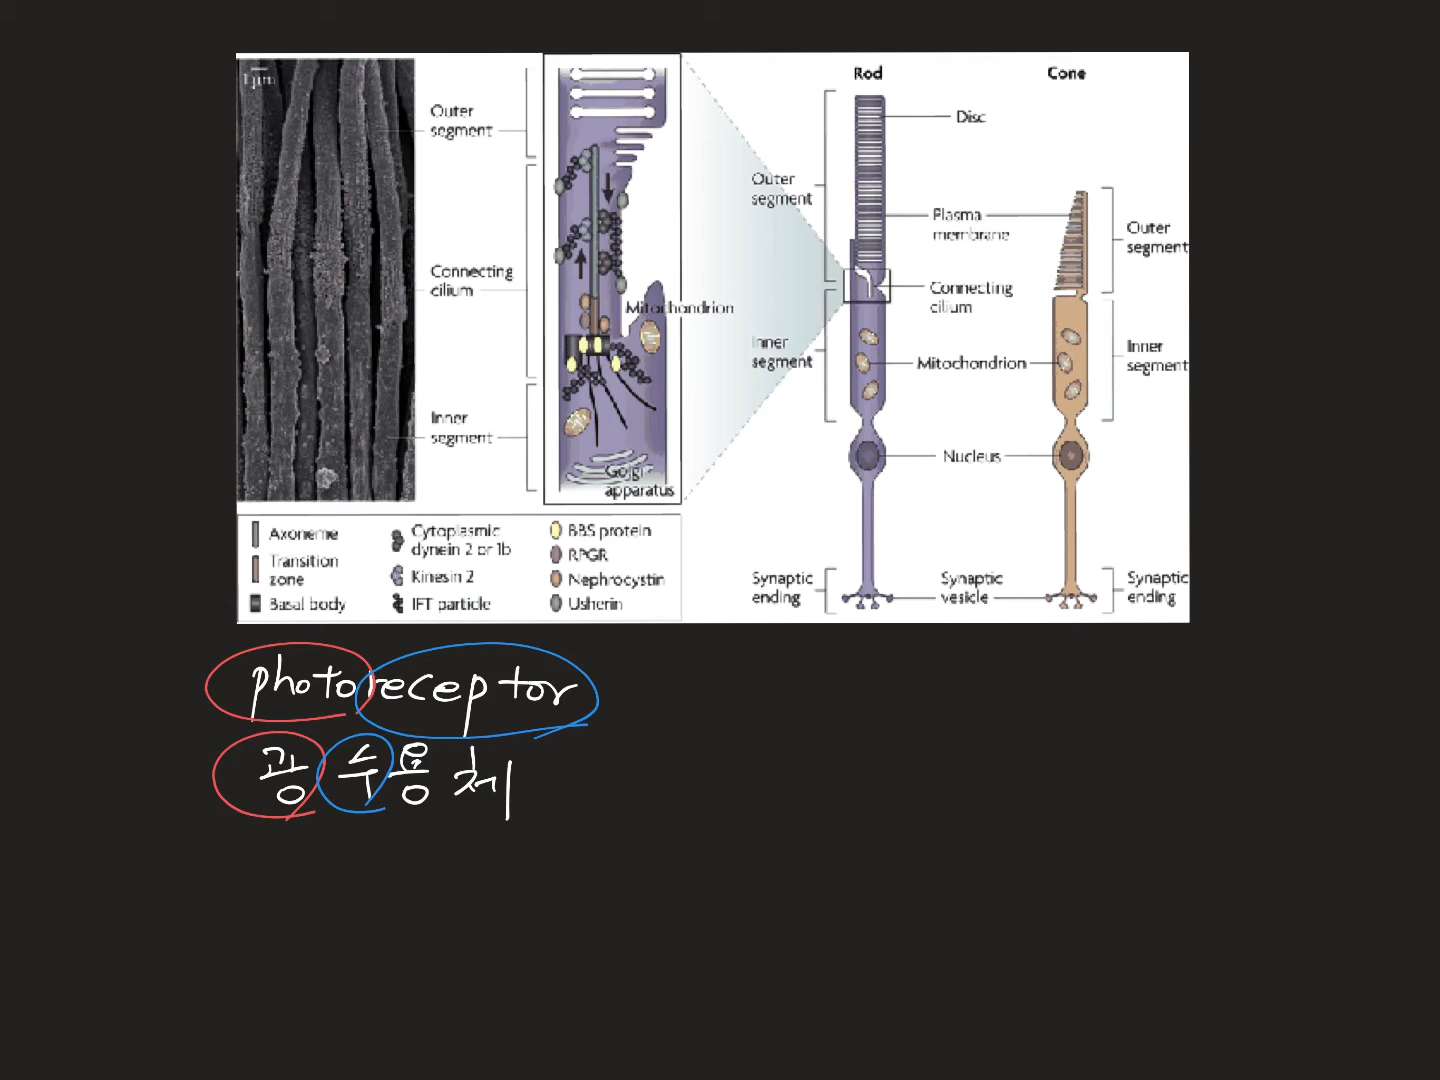 1μm
Outer
segment
Connecting
cilium
Inner
segment
Mitochondrion
Golgi
apparatus
Axoneme
Transition
zone
Basal body
Cytoplasmic
dynein 2 or 1b
Kinesin 2
IFT particle
BBS protein
RPGR
Nephrocystin
Usherin
Rod
Cone
Outer
segment
Inner
segment
Synaptic
ending
Disc
Plasma
membrane
Connecting
cilium
Mitochondrion
Nucleus
Synaptic
vesicle
Outer
segment
Inner
segment
Synaptic
ending
photoreceptor
광수용체